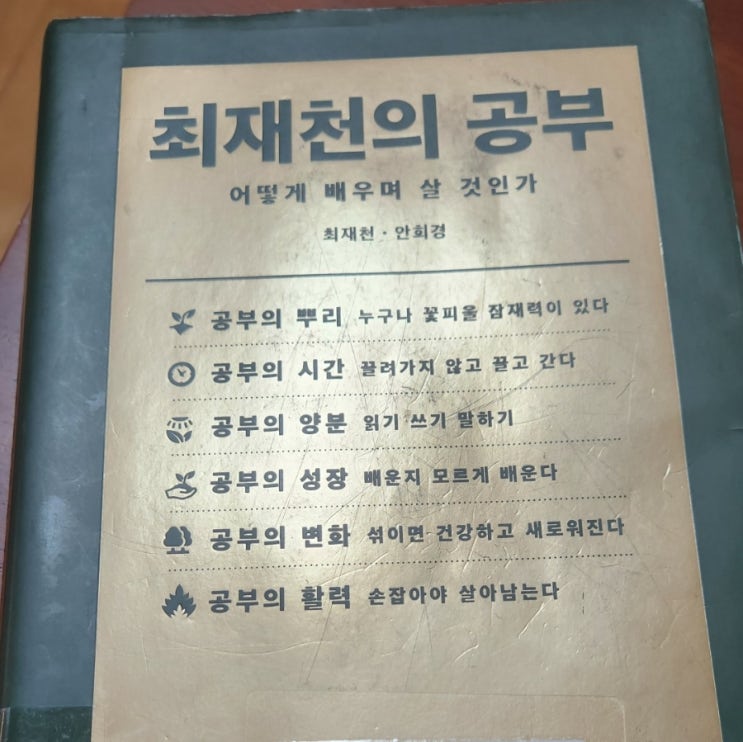 최재천의 공부
어떻게 배우며 살 것인가
최재천 · 안희경
공부의 뿌리 누구나 꽃피울 잠재력이 있다
공부의 시간 끌려가지 않고 끌고 간다
공부의 양분 읽기 쓰기 말하기
공부의 성장 배운지 모르게 배운다
공부의 변화 섞이면 건강하고 새로워진다
공부의 활력 손잡아야 살아남는다